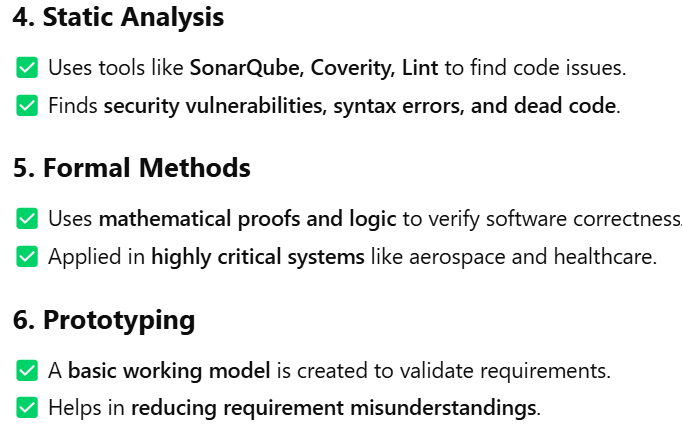 4. Static Analysis
✅ Uses tools like SonarQube, Coverity, Lint to find code issues.
✅ Finds security vulnerabilities, syntax errors, and dead code.
5. Formal Methods
✅ Uses mathematical proofs and logic to verify software correctness.
✅ Applied in highly critical systems like aerospace and healthcare.
6. Prototyping
✅ A basic working model is created to validate requirements.
✅ Helps in reducing requirement misunderstandings.